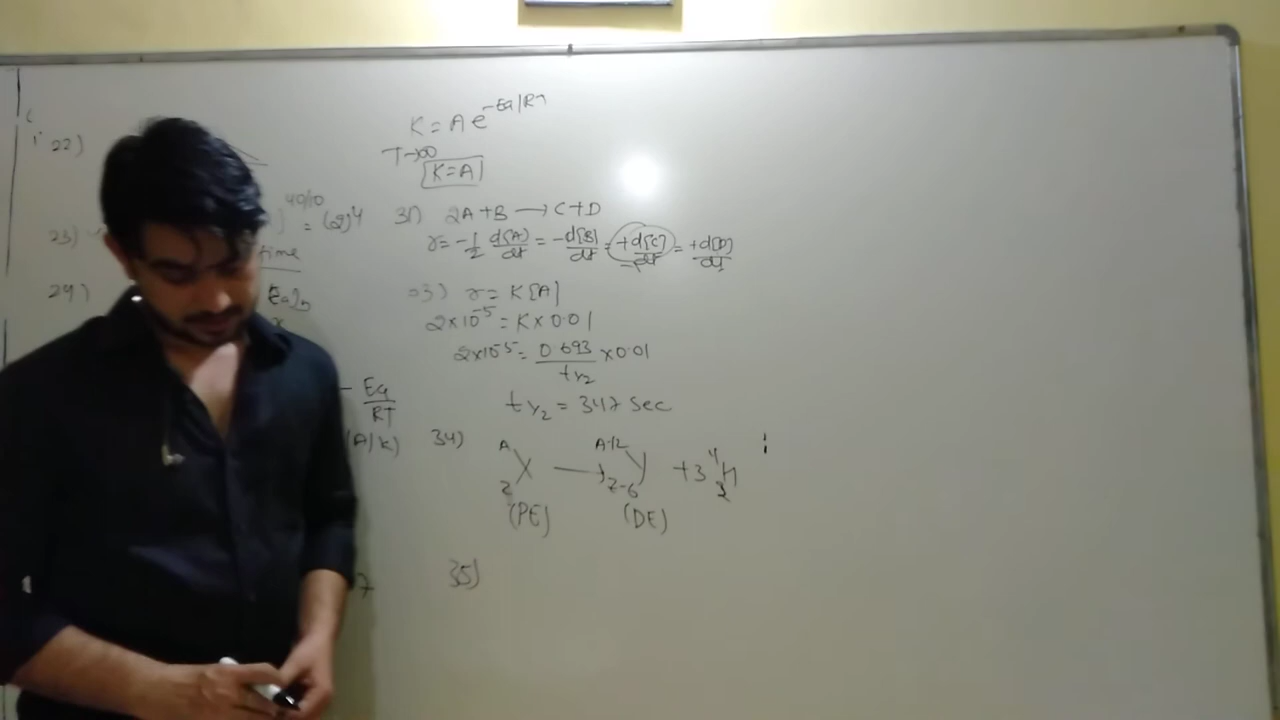 22)
K = A e^-Ea/RT
T→∞
K = A
40/10
= (2)^4
31) 2A + B → C + D
23)
r = -1/2 d[A]/dt = -d[B]/dt = +d[C]/dt = +d[D]/dt
time
24)
Ea
33) r = K[A]
2×10^-5 = K × 0.01
2×10^-5 = 0.693/t1/2 × 0.01
- Ea/RT
t1/2 = 347 sec
(A/K)
34) A Z X → A-12 Z-6 Y + 3 4 2 H
(PE) (DE)
7
35)